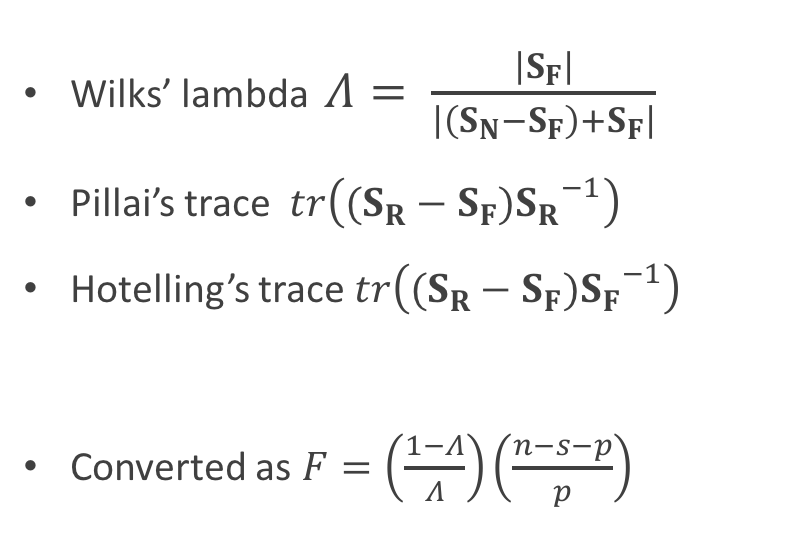 • Wilks’ lambda 𝛬 = |𝐒_𝐅| / |(𝐒_𝐍−𝐒_𝐅)+𝐒_𝐅|
• Pillai’s trace 𝑡𝑟((𝐒_𝐑 − 𝐒_𝐅)𝐒_𝐑^−1)
• Hotelling’s trace 𝑡𝑟((𝐒_𝐑 − 𝐒_𝐅)𝐒_𝐅^−1)
• Converted as 𝐹 = ((1−𝛬)/𝛬)((𝑛−𝑠−𝑝)/𝑝)